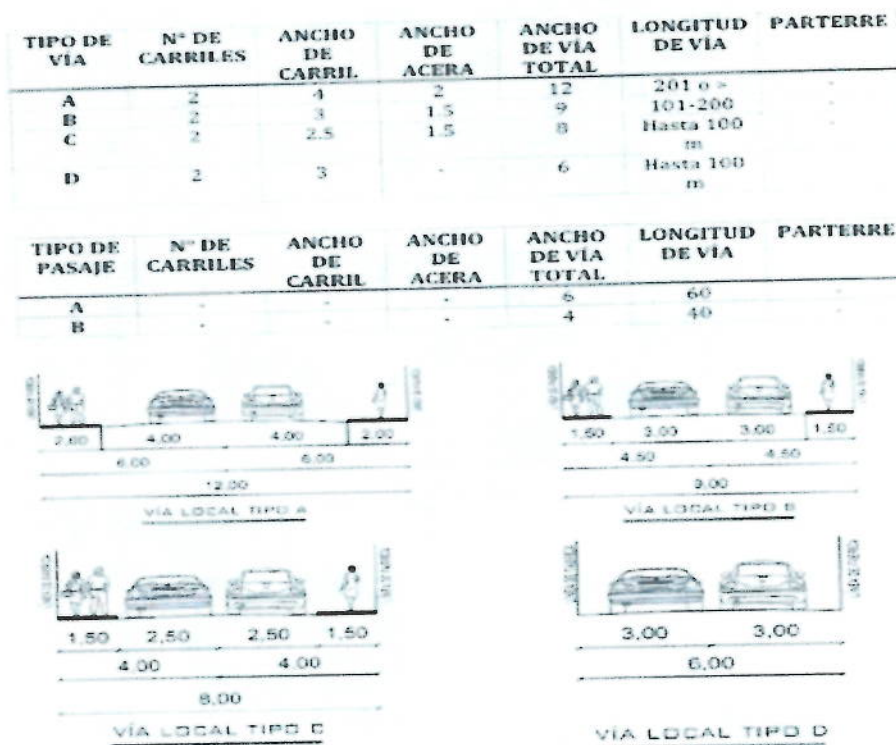 TIPO DE VÍA N° DE CARRILES ANCHO DE CARRIL ANCHO DE ACERA ANCHO DE VÍA TOTAL LONGITUD DE VÍA PARTERRE
A 2 4 2 12 201 o > -
B 2 3 1.5 9 101-200 -
C 2 2.5 1.5 8 Hasta 100 m -
D 2 3 - 6 Hasta 100 m
TIPO DE PASAJE N° DE CARRILES ANCHO DE CARRIL ANCHO DE ACERA ANCHO DE VÍA TOTAL LONGITUD DE VÍA PARTERRE
A - - - 6 60 -
B - - - 4 40 -
2.00 4.00 4.00 2.00
6.00 6.00
12.00
VÍA LOCAL TIPO A
1.50 3.00 3.00 1.50
4.50 4.50
9.00
VÍA LOCAL TIPO B
1,50 2,50 2,50 1,50
4.00 4.00
8,00
VÍA LOCAL TIPO C
3,00 3,00
6,00
VÍA LOCAL TIPO D